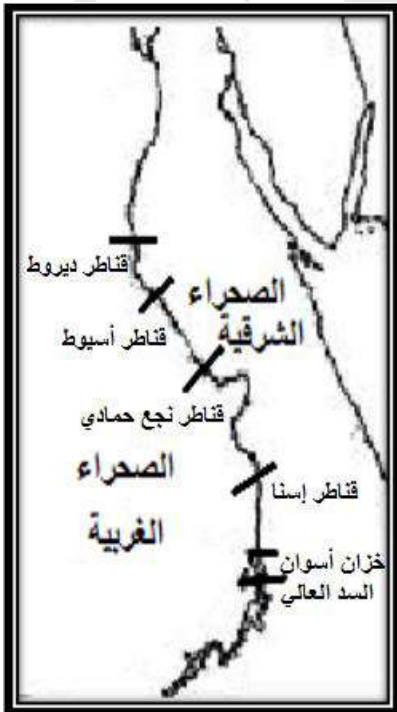 قناطر ديروط
الصحراء
الشرقية
قناطر أسيوط
قناطر نجع حمادي
الصحراء
الغربية
قناطر إسنا
خزان أسوان
السد العالي